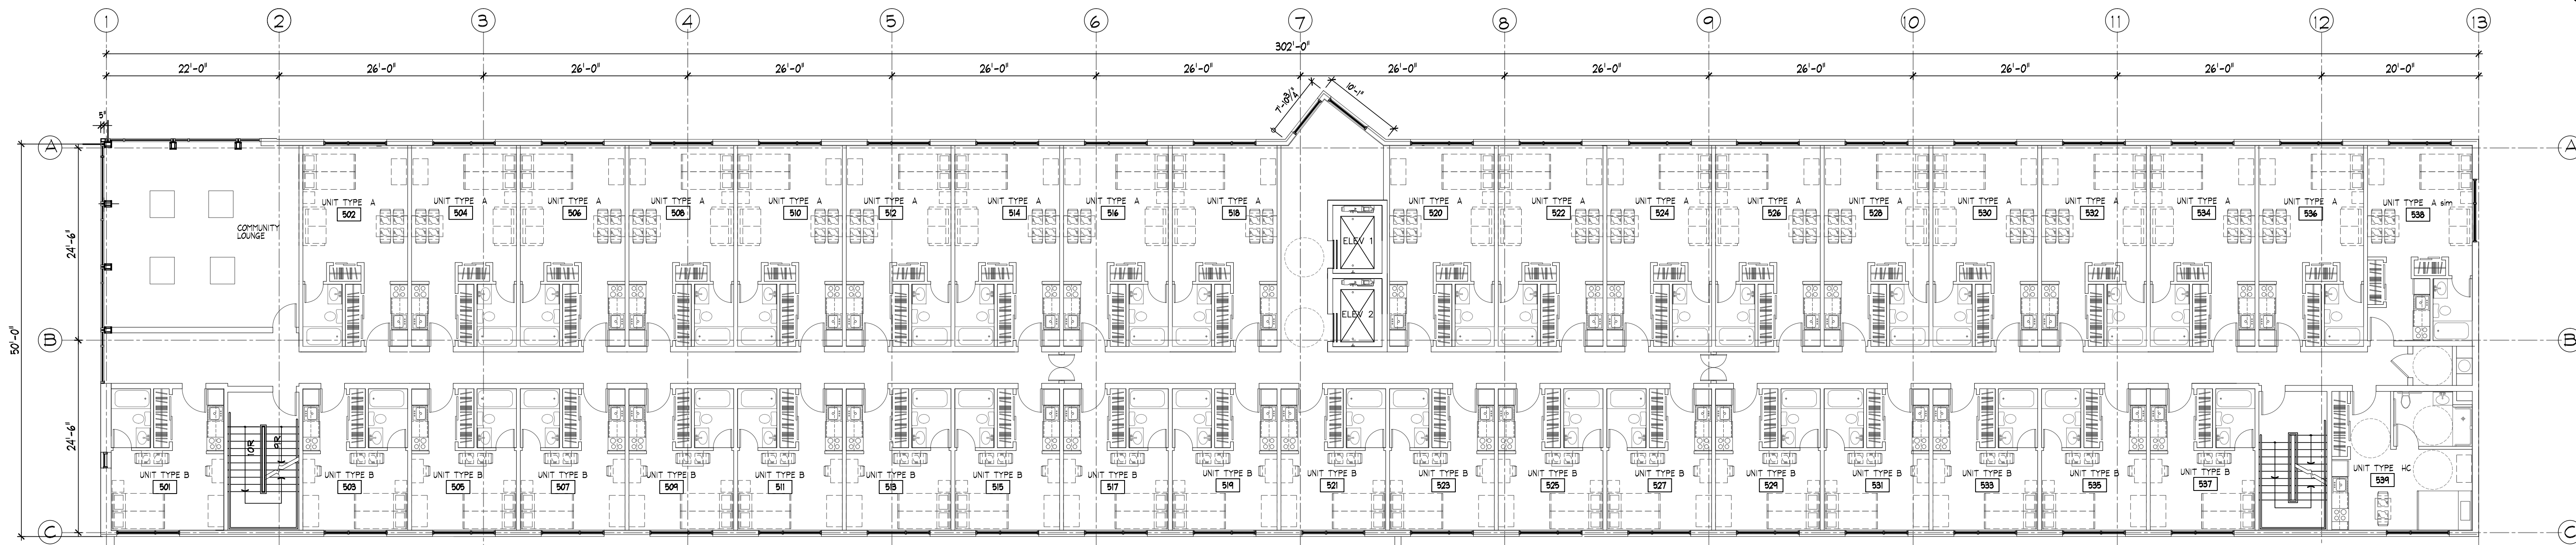 1 2 3 4 5 6 7 8 9 10 11 12 13
302'-0"
22'-0" 26'-0" 26'-0" 26'-0" 26'-0" 26'-0" 26'-0" 26'-0" 26'-0" 26'-0" 26'-0" 20'-0"
7'-10 3/4" 10'-1"
5"
A A
UNIT TYPE A UNIT TYPE A UNIT TYPE A UNIT TYPE A UNIT TYPE A UNIT TYPE A UNIT TYPE A UNIT TYPE A UNIT TYPE A UNIT TYPE A UNIT TYPE A UNIT TYPE A UNIT TYPE A UNIT TYPE A UNIT TYPE A UNIT TYPE A UNIT TYPE A UNIT TYPE A UNIT TYPE A sim
502 504 506 508 510 512 514 516 518 520 522 524 526 528 530 532 534 536 538
COMMUNITY
LOUNGE
24'-6"
ELEV 1
ELEV 2
50'-0"
B B
24'-6"
10R 9R
UNIT TYPE B UNIT TYPE B UNIT TYPE B UNIT TYPE B UNIT TYPE B UNIT TYPE B UNIT TYPE B UNIT TYPE B UNIT TYPE B UNIT TYPE B UNIT TYPE B UNIT TYPE B UNIT TYPE B UNIT TYPE B UNIT TYPE B UNIT TYPE B UNIT TYPE B UNIT TYPE B UNIT TYPE B UNIT TYPE HC
501 503 505 507 509 511 513 515 517 519 521 523 525 527 529 531 533 535 537 539
C C